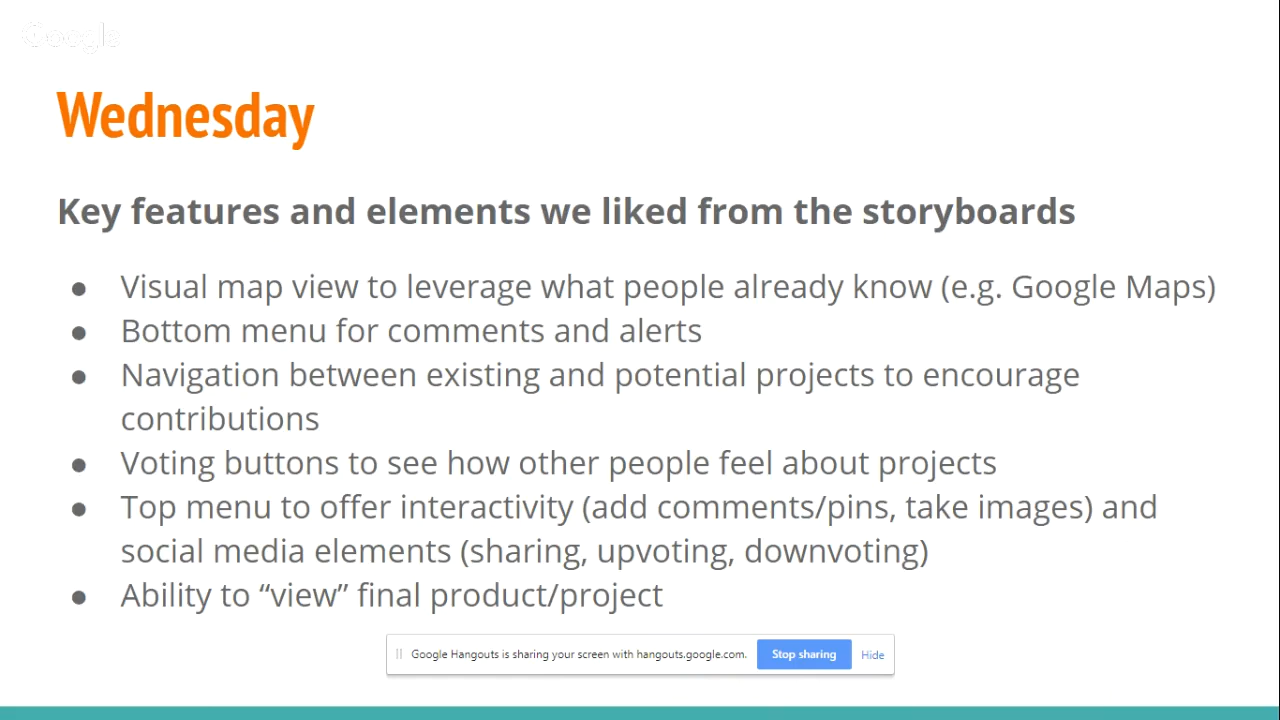 Google
Wednesday
Key features and elements we liked from the storyboards
● Visual map view to leverage what people already know (e.g. Google Maps)
● Bottom menu for comments and alerts
● Navigation between existing and potential projects to encourage
contributions
● Voting buttons to see how other people feel about projects
● Top menu to offer interactivity (add comments/pins, take images) and
social media elements (sharing, upvoting, downvoting)
● Ability to “view” final product/project
Google Hangouts is sharing your screen with hangouts.google.com. Stop sharing Hide